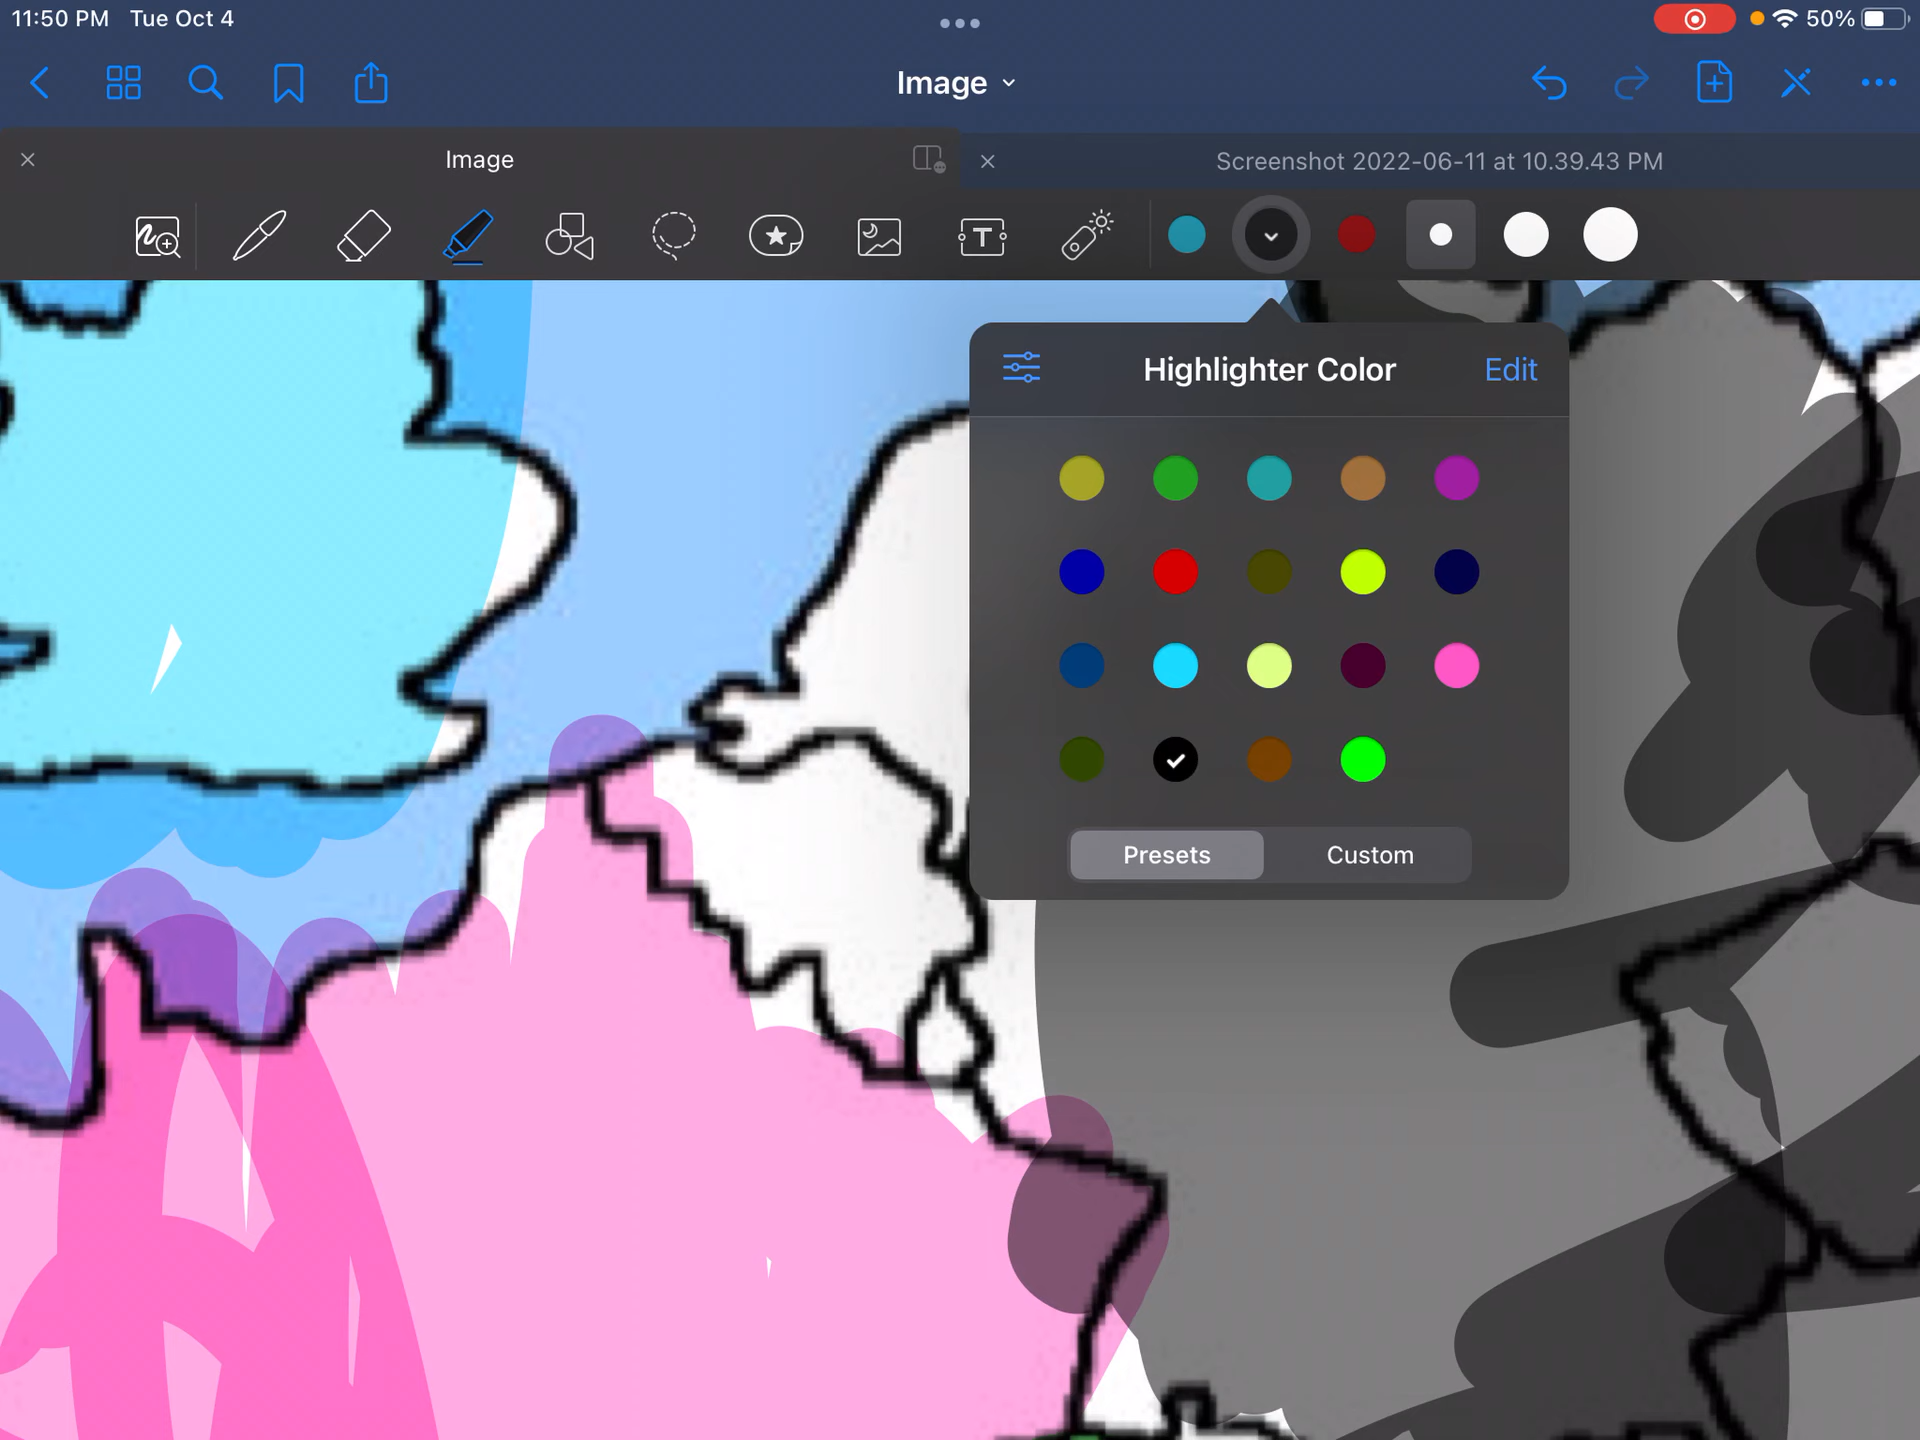 11:50 PM Tue Oct 4
50%
Image
Image
Screenshot 2022-06-11 at 10.39.43 PM
T
Highlighter Color
Edit
Presets
Custom